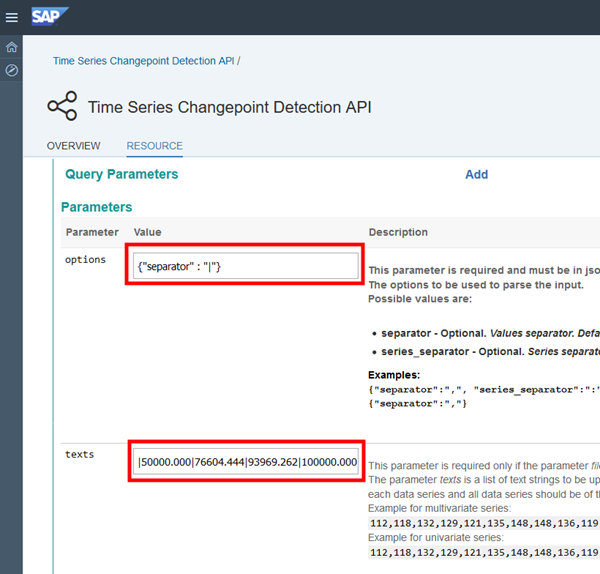 SAP
Time Series Changepoint Detection API /
Time Series Changepoint Detection API
OVERVIEW RESOURCE
Query Parameters Add
Parameters
Parameter Value Description
options {"separator" : "|"}
This parameter is required and must be in jso
The options to be used to parse the input.
Possible values are:
• separator - Optional. Values separator. Defa
• series_separator - Optional. Series separato
Examples:
{"separator":",", "series_separator":":"
{"separator":","}
texts |50000.000|76604.444|93969.262|100000.000
This parameter is required only if the parameter file
The parameter texts is a list of text strings to be up
each data series and all data series should be of th
Example for multivariate series:
112,118,132,129,121,135,148,148,136,119
Example for univariate series:
112,118,132,129,121,135,148,148,136,119